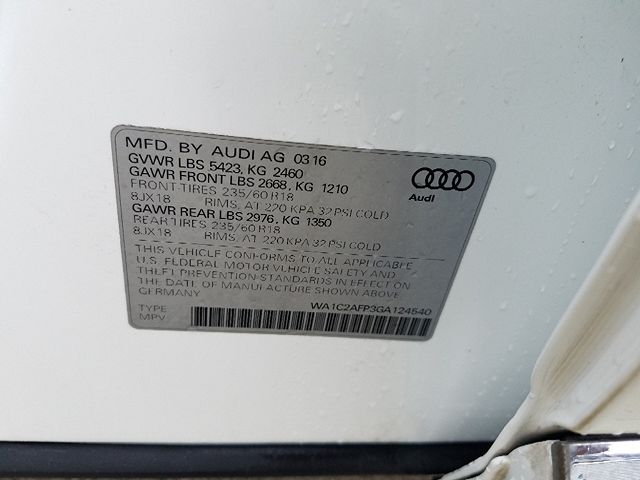 MFD. BY AUDI AG 03 16
GVWR LBS 5423, KG 2460
GAWR FRONT LBS 2668, KG 1210
FRONT-TIRES 235/60 R18
8JX18 RIMS, AT 220 KPA 32 PSI COLD
GAWR REAR LBS 2976, KG 1350
REAR TIRES 235/60 R18
8JX18 RIMS, AT 220 KPA 32 PSI COLD
THIS VEHICLE CONFORMS TO ALL APPLICABLE
U.S. FEDERAL MOTOR VEHICLE SAFETY AND
THEFT PREVENTION STANDARDS IN EFFECT ON
THE DATE OF MANUFACTURE SHOWN ABOVE
GERMANY WA1C2AFP3GA124540
TYPE
MPV
Audi